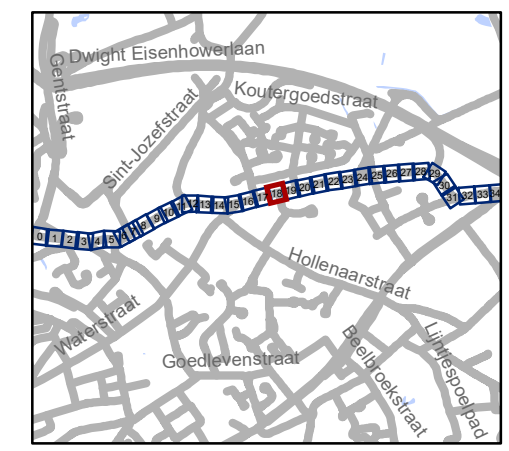 Dwight Eisenhowerlaan
Gentstraat
Koutergoedstraat
Sint-Jozefstraat
0 1 2 3 4 5 6 7 8 9 10 11 12 13 14 15 16 17 18 19 20 21 22 23 24 25 26 27 28 29 30 31 32 33 34
Hollenaarstraat
Waterstraat
Goedlevenstraat
Beelbroekstraat
Lijntjespoelpad